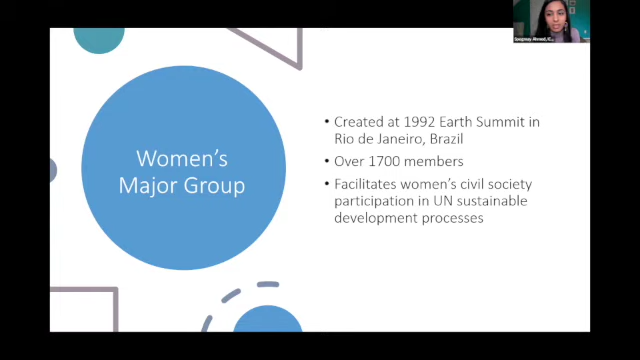 Women's
Major Group
• Created at 1992 Earth Summit in
Rio de Janeiro, Brazil
• Over 1700 members
• Facilitates women's civil society
participation in UN sustainable
development processes